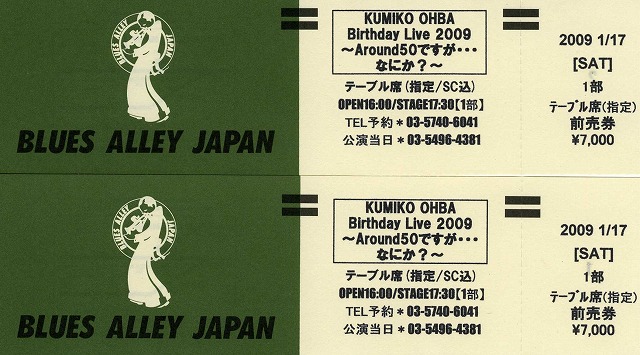 BLUES ALLEY
JAPAN
BLUES ALLEY JAPAN
KUMIKO OHBA
Birthday Live 2009
～Around50ですが・・・
なにか？～
テーブル席(指定/SC込)
OPEN16:00/STAGE17:30【1部】
TEL予約＊03-5740-6041
公演当日＊03-5496-4381
2009 1/17
[SAT]
1部
テーブル席(指定)
前売券
¥7,000
BLUES ALLEY
JAPAN
BLUES ALLEY JAPAN
KUMIKO OHBA
Birthday Live 2009
～Around50ですが・・・
なにか？～
テーブル席(指定/SC込)
OPEN16:00/STAGE17:30【1部】
TEL予約＊03-5740-6041
公演当日＊03-5496-4381
2009 1/17
[SAT]
1部
テーブル席(指定)
前売券
¥7,000